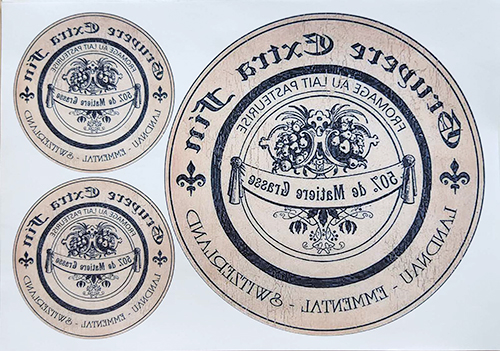 Gruyere Extra Fin
FROMAGE AU LAIT PASTEURISE
50% de Matiere Grasse
LANDNAU - EMMENTAL - SWITZERLAND
Gruyere Extra Fin
FROMAGE AU LAIT PASTEURISE
50% de Matiere Grasse
LANDNAU - EMMENTAL - SWITZERLAND
Gruyere Extra Fin
FROMAGE AU LAIT PASTEURISE
50% de Matiere Grasse
LANDNAU - EMMENTAL - SWITZERLAND